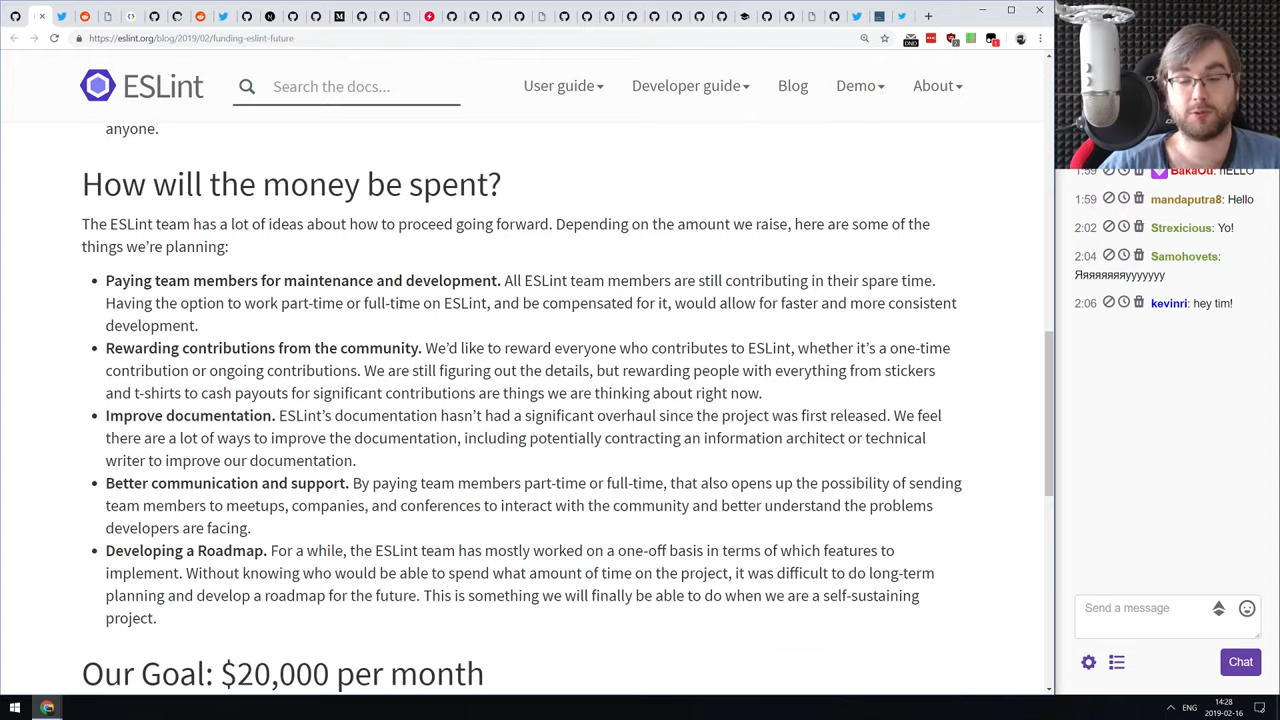 https://eslint.org/blog/2019/02/funding-eslint-future
ESLint
Search the docs...
User guide
Developer guide
Blog
Demo
About
anyone.
How will the money be spent?
The ESLint team has a lot of ideas about how to proceed going forward. Depending on the amount we raise, here are some of the
things we’re planning:
Paying team members for maintenance and development. All ESLint team members are still contributing in their spare time.
Having the option to work part-time or full-time on ESLint, and be compensated for it, would allow for faster and more consistent
development.
Rewarding contributions from the community. We’d like to reward everyone who contributes to ESLint, whether it’s a one-time
contribution or ongoing contributions. We are still figuring out the details, but rewarding people with everything from stickers
and t-shirts to cash payouts for significant contributions are things we are thinking about right now.
Improve documentation. ESLint’s documentation hasn’t had a significant overhaul since the project was first released. We feel
there are a lot of ways to improve the documentation, including potentially contracting an information architect or technical
writer to improve our documentation.
Better communication and support. By paying team members part-time or full-time, that also opens up the possibility of sending
team members to meetups, companies, and conferences to interact with the community and better understand the problems
developers are facing.
Developing a Roadmap. For a while, the ESLint team has mostly worked on a one-off basis in terms of which features to
implement. Without knowing who would be able to spend what amount of time on the project, it was difficult to do long-term
planning and develop a roadmap for the future. This is something we will finally be able to do when we are a self-sustaining
project.
Our Goal: $20,000 per month
1:59 BakaOu: hELLO
1:59 mandaputra8: Hello
2:02 Strexicious: Yo!
2:04 Samohovets:
Яяяяяяяяуууууyy
2:06 kevinri: hey tim!
Send a message
Chat
ENG
14:28
2019-02-16